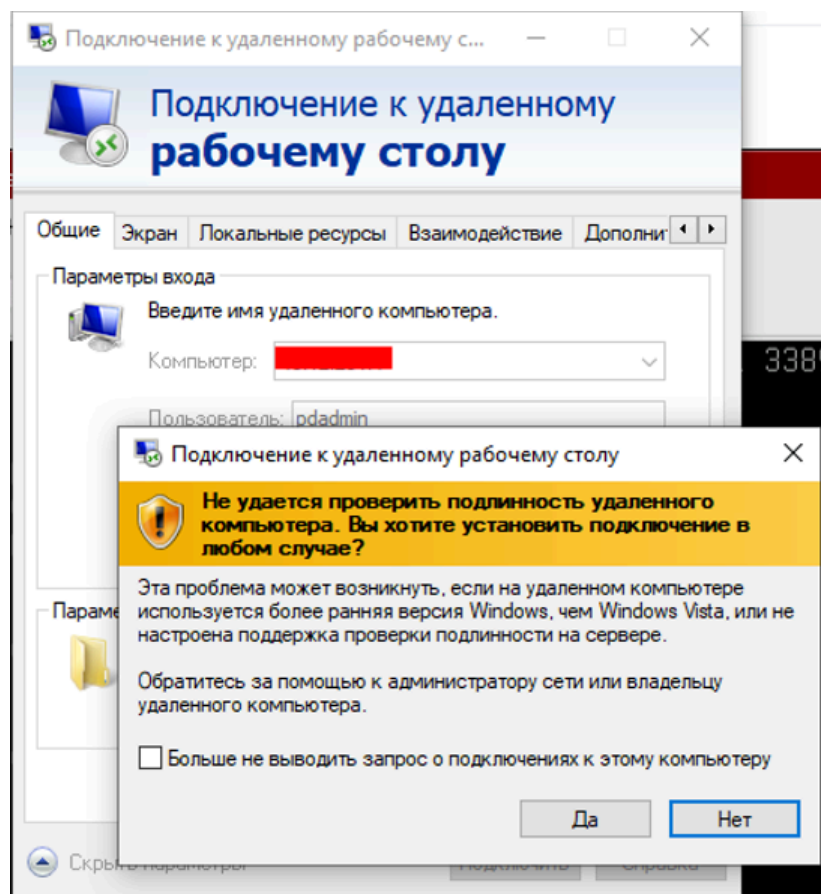 Подключение к удаленному рабочему с...
Подключение к удаленному
рабочему столу
Общие Экран Локальные ресурсы Взаимодействие Дополни
Параметры входа
Введите имя удаленного компьютера.
Компьютер:
338
Пользователь: pdadmin
Подключение к удаленному рабочему столу
Не удается проверить подлинность удаленного
компьютера. Вы хотите установить подключение в
любом случае?
Эта проблема может возникнуть, если на удаленном компьютере
используется более ранняя версия Windows, чем Windows Vista, или не
настроена поддержка проверки подлинности на сервере.
Парам
Обратитесь за помощью к администратору сети или владельцу
удаленного компьютера.
Больше не выводить запрос о подключениях к этому компьютеру
Да Нет